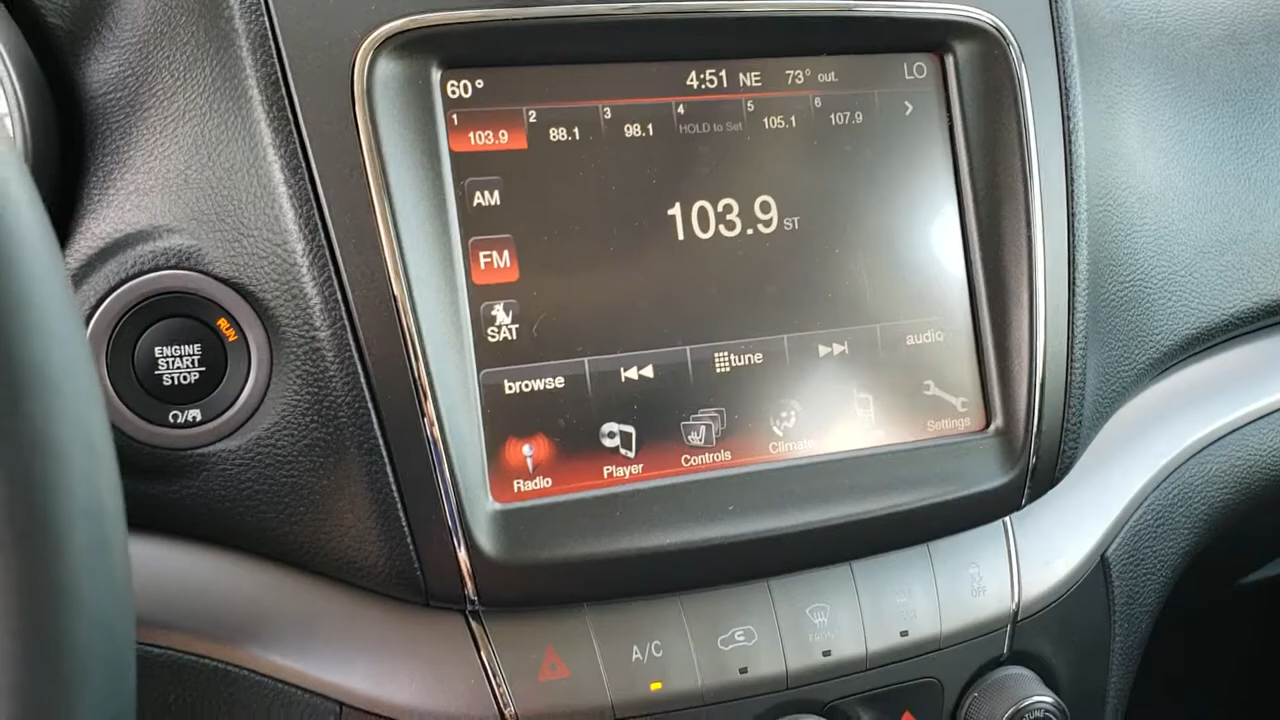 60° 4:51 NE 73° out. LO
1 2 3 4 5 6
103.9 88.1 98.1 HOLD to Set 105.1 107.9
AM
103.9 ST
FM
SAT
browse tune audio
Radio Player Controls Climate Settings
RUN
ENGINE
START
STOP
A/C
FRONT
OFF
TUNE